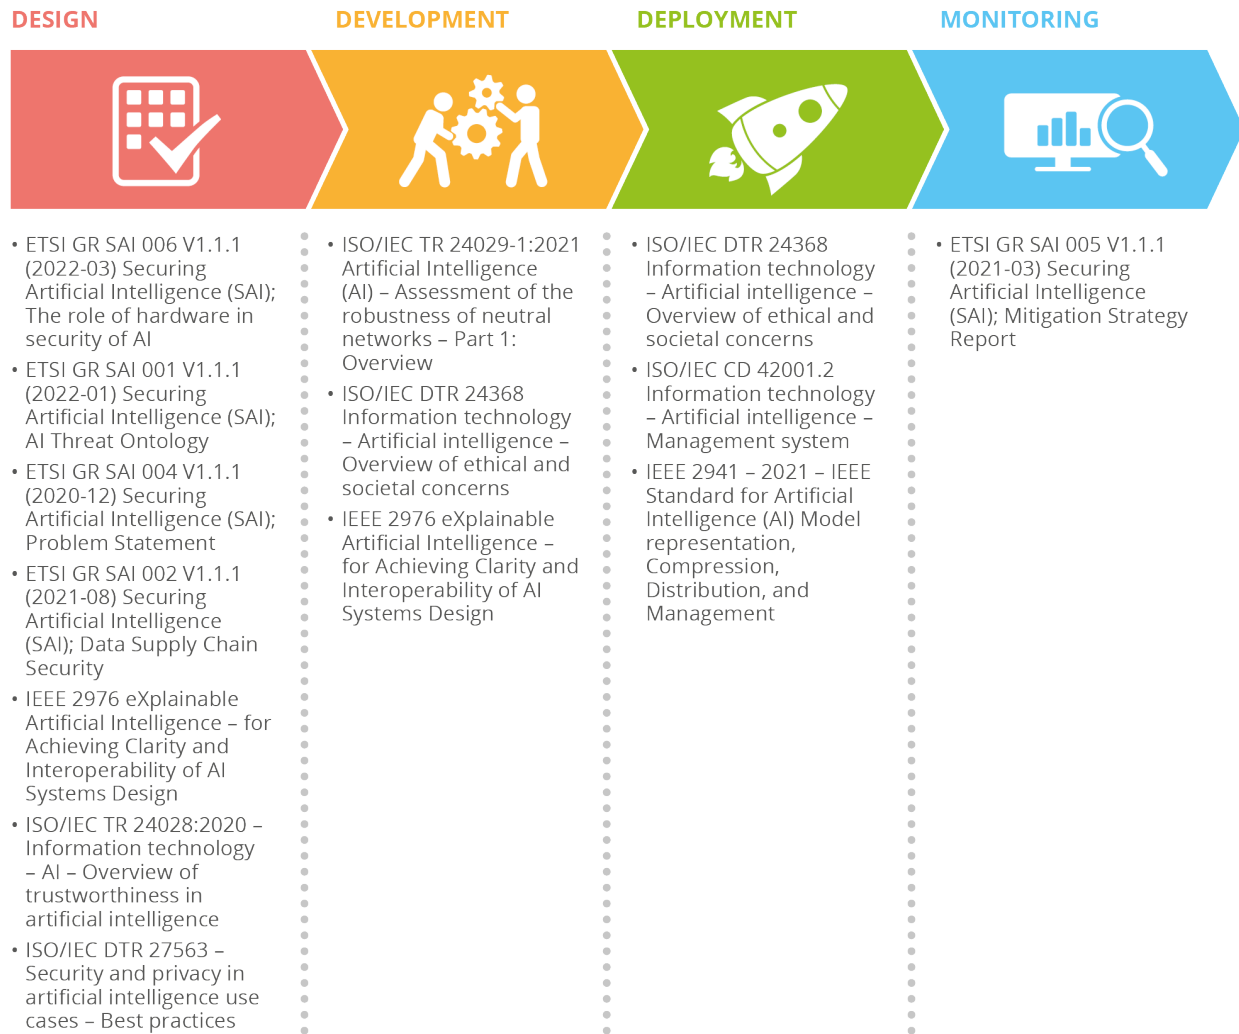 DESIGN
DEVELOPMENT
DEPLOYMENT
MONITORING
• ETSI GR SAI 006 V1.1.1
(2022-03) Securing
Artificial Intelligence (SAI);
The role of hardware in
security of AI
• ETSI GR SAI 001 V1.1.1
(2022-01) Securing
Artificial Intelligence (SAI);
AI Threat Ontology
• ETSI GR SAI 004 V1.1.1
(2020-12) Securing
Artificial Intelligence (SAI);
Problem Statement
• ETSI GR SAI 002 V1.1.1
(2021-08) Securing
Artificial Intelligence
(SAI); Data Supply Chain
Security
• IEEE 2976 eXplainable
Artificial Intelligence – for
Achieving Clarity and
Interoperability of AI
Systems Design
• ISO/IEC TR 24028:2020 –
Information technology
– AI – Overview of
trustworthiness in
artificial intelligence
• ISO/IEC DTR 27563 –
Security and privacy in
artificial intelligence use
cases – Best practices
• ISO/IEC TR 24029-1:2021
Artificial Intelligence
(AI) – Assessment of the
robustness of neutral
networks – Part 1:
Overview
• ISO/IEC DTR 24368
Information technology
– Artificial intelligence –
Overview of ethical and
societal concerns
• IEEE 2976 eXplainable
Artificial Intelligence –
for Achieving Clarity and
Interoperability of AI
Systems Design
• ISO/IEC DTR 24368
Information technology
– Artificial intelligence –
Overview of ethical and
societal concerns
• ISO/IEC CD 42001.2
Information technology
– Artificial intelligence –
Management system
• IEEE 2941 – 2021 – IEEE
Standard for Artificial
Intelligence (AI) Model
representation,
Compression,
Distribution, and
Management
• ETSI GR SAI 005 V1.1.1
(2021-03) Securing
Artificial Intelligence
(SAI); Mitigation Strategy
Report